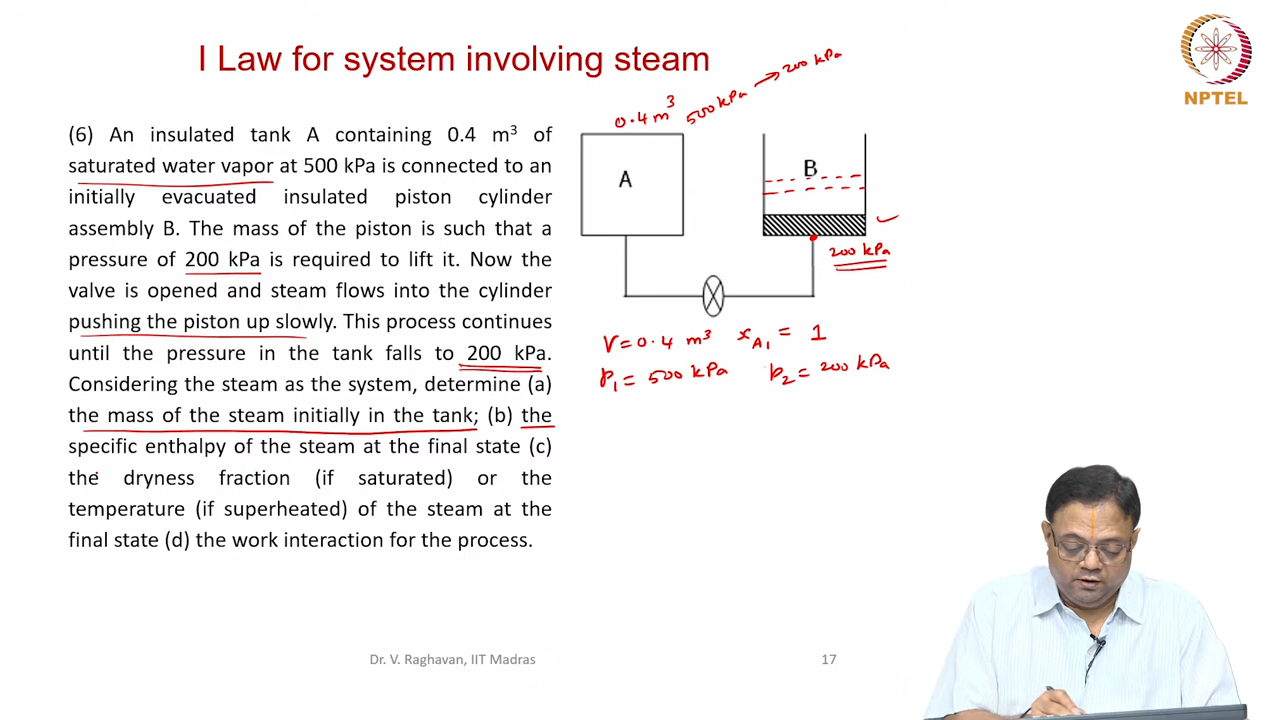 I Law for system involving steam
NPTEL
(6) An insulated tank A containing 0.4 m³ of
saturated water vapor at 500 kPa is connected to an
initially evacuated insulated piston cylinder
assembly B. The mass of the piston is such that a
pressure of 200 kPa is required to lift it. Now the
valve is opened and steam flows into the cylinder
pushing the piston up slowly. This process continues
until the pressure in the tank falls to 200 kPa.
Considering the steam as the system, determine (a)
the mass of the steam initially in the tank; (b) the
specific enthalpy of the steam at the final state (c)
the dryness fraction (if saturated) or the
temperature (if superheated) of the steam at the
final state (d) the work interaction for the process.
0.4 m³ 500 kPa → 200 kPa
A
B
200 kPa
V = 0.4 m³ x_A₁ = 1
p₁ = 500 kPa p₂ = 200 kPa
Dr. V. Raghavan, IIT Madras
17